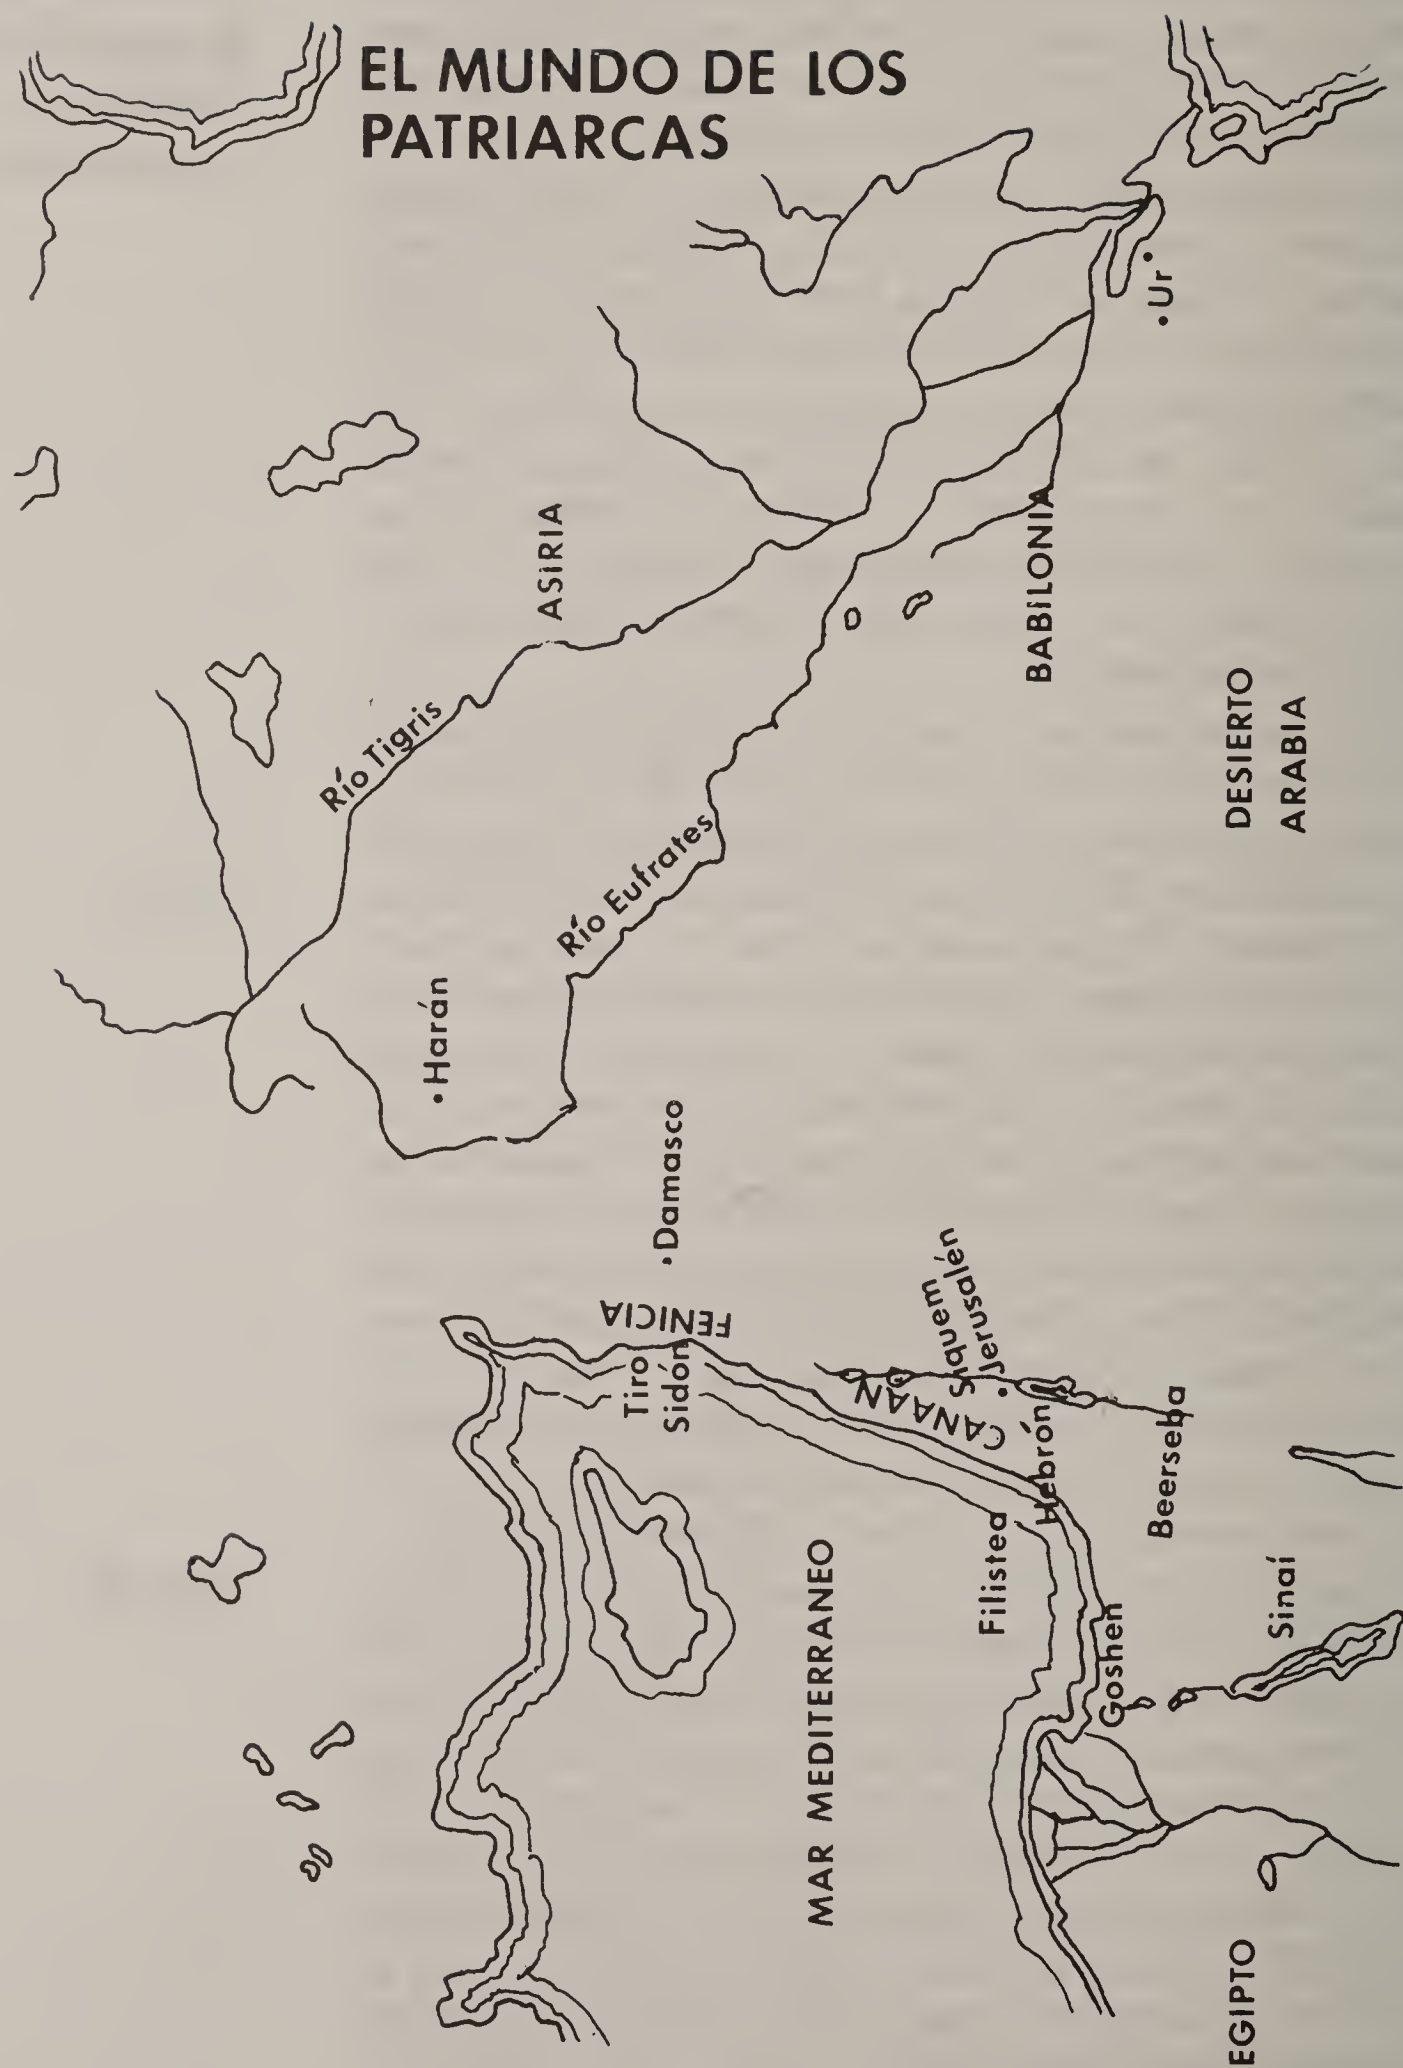 EL MUNDO DE LOS
PATRIARCAS
Ur
ASIRIA
BABILONIA
Río Tigris
Río Eufrates
DESIERTO
ARABIA
Harán
Damasco
FENICIA
Tiro
Sidón
Siquem
Jerusalén
CANAAN
Hebrón
Beerseba
Filistea
MAR MEDITERRANEO
Goshen
Sinaí
EGIPTO